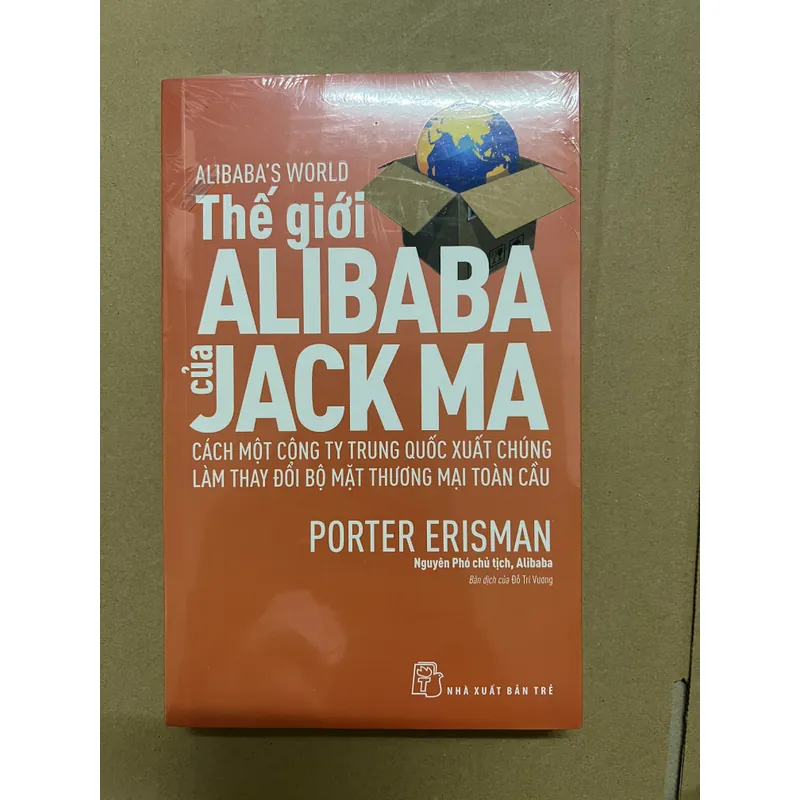 ALIBABA'S WORLD
Thế giới
ALIBABA
của
JACK MA
CÁCH MỘT CÔNG TY TRUNG QUỐC XUẤT CHÚNG
LÀM THAY ĐỔI BỘ MẶT THƯƠNG MẠI TOÀN CẦU
PORTER ERISMAN
Nguyên Phó chủ tịch, Alibaba
Bản dịch của Đỗ Trí Vương
NHÀ XUẤT BẢN TRẺ